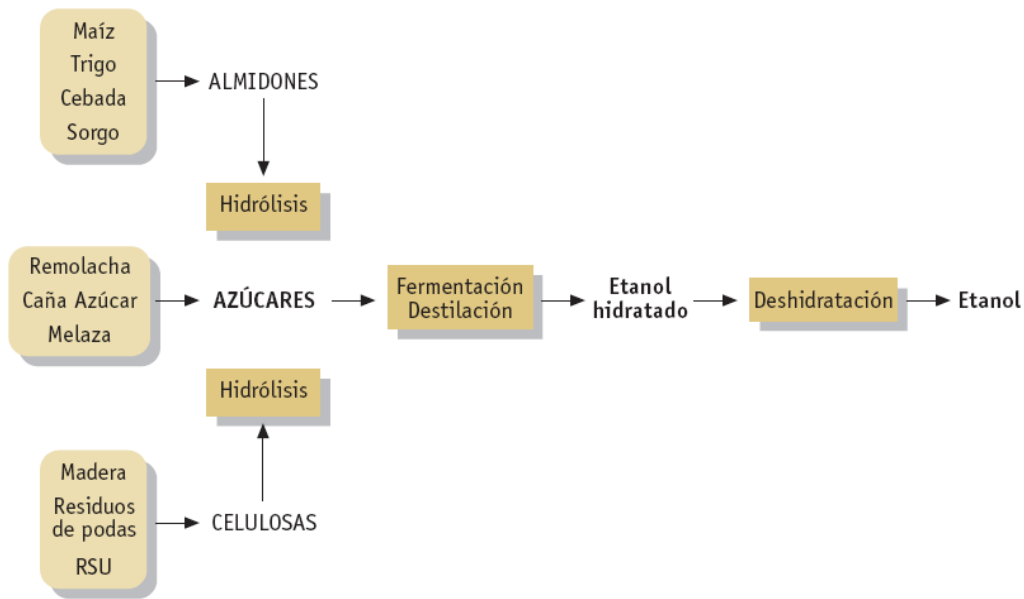 Maíz
Trigo
Cebada
Sorgo
ALMIDONES
Hidrólisis
Remolacha
Caña Azúcar
Melaza
AZÚCARES
Fermentación
Destilación
Etanol
hidratado
Deshidratación
Etanol
Hidrólisis
Madera
Residuos
de podas
RSU
CELULOSAS